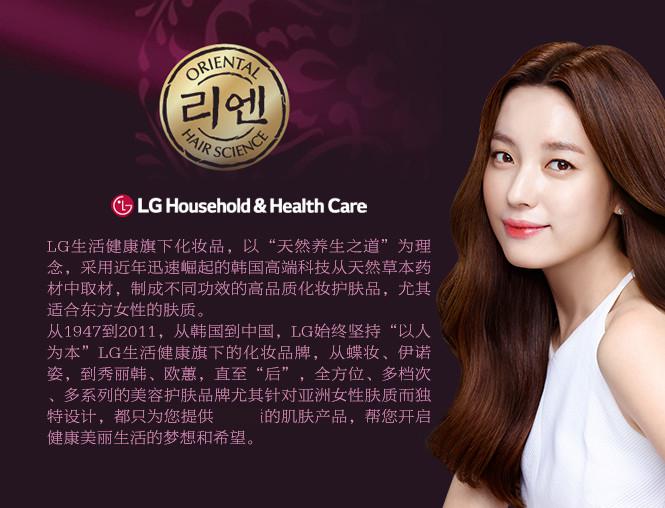 ORIENTAL
리엔
HAIR SCIENCE
LG LG Household & Health Care
LG生活健康旗下化妆品，以“天然养生之道”为理
念，采用近年迅速崛起的韩国高端科技从天然草本药
材中取材，制成不同功效的高品质化妆护肤品，尤其
适合东方女性的肤质。
从1947到2011，从韩国到中国，LG始终坚持“以人
为本”LG生活健康旗下的化妆品牌，从蝶妆、伊诺
姿，到秀丽韩、欧蕙，直至“后”，全方位、多档次
、多系列的美容护肤品牌尤其针对亚洲女性肤质而独
特设计，都只为您提供 的肌肤产品，帮您开启
健康美丽生活的梦想和希望。